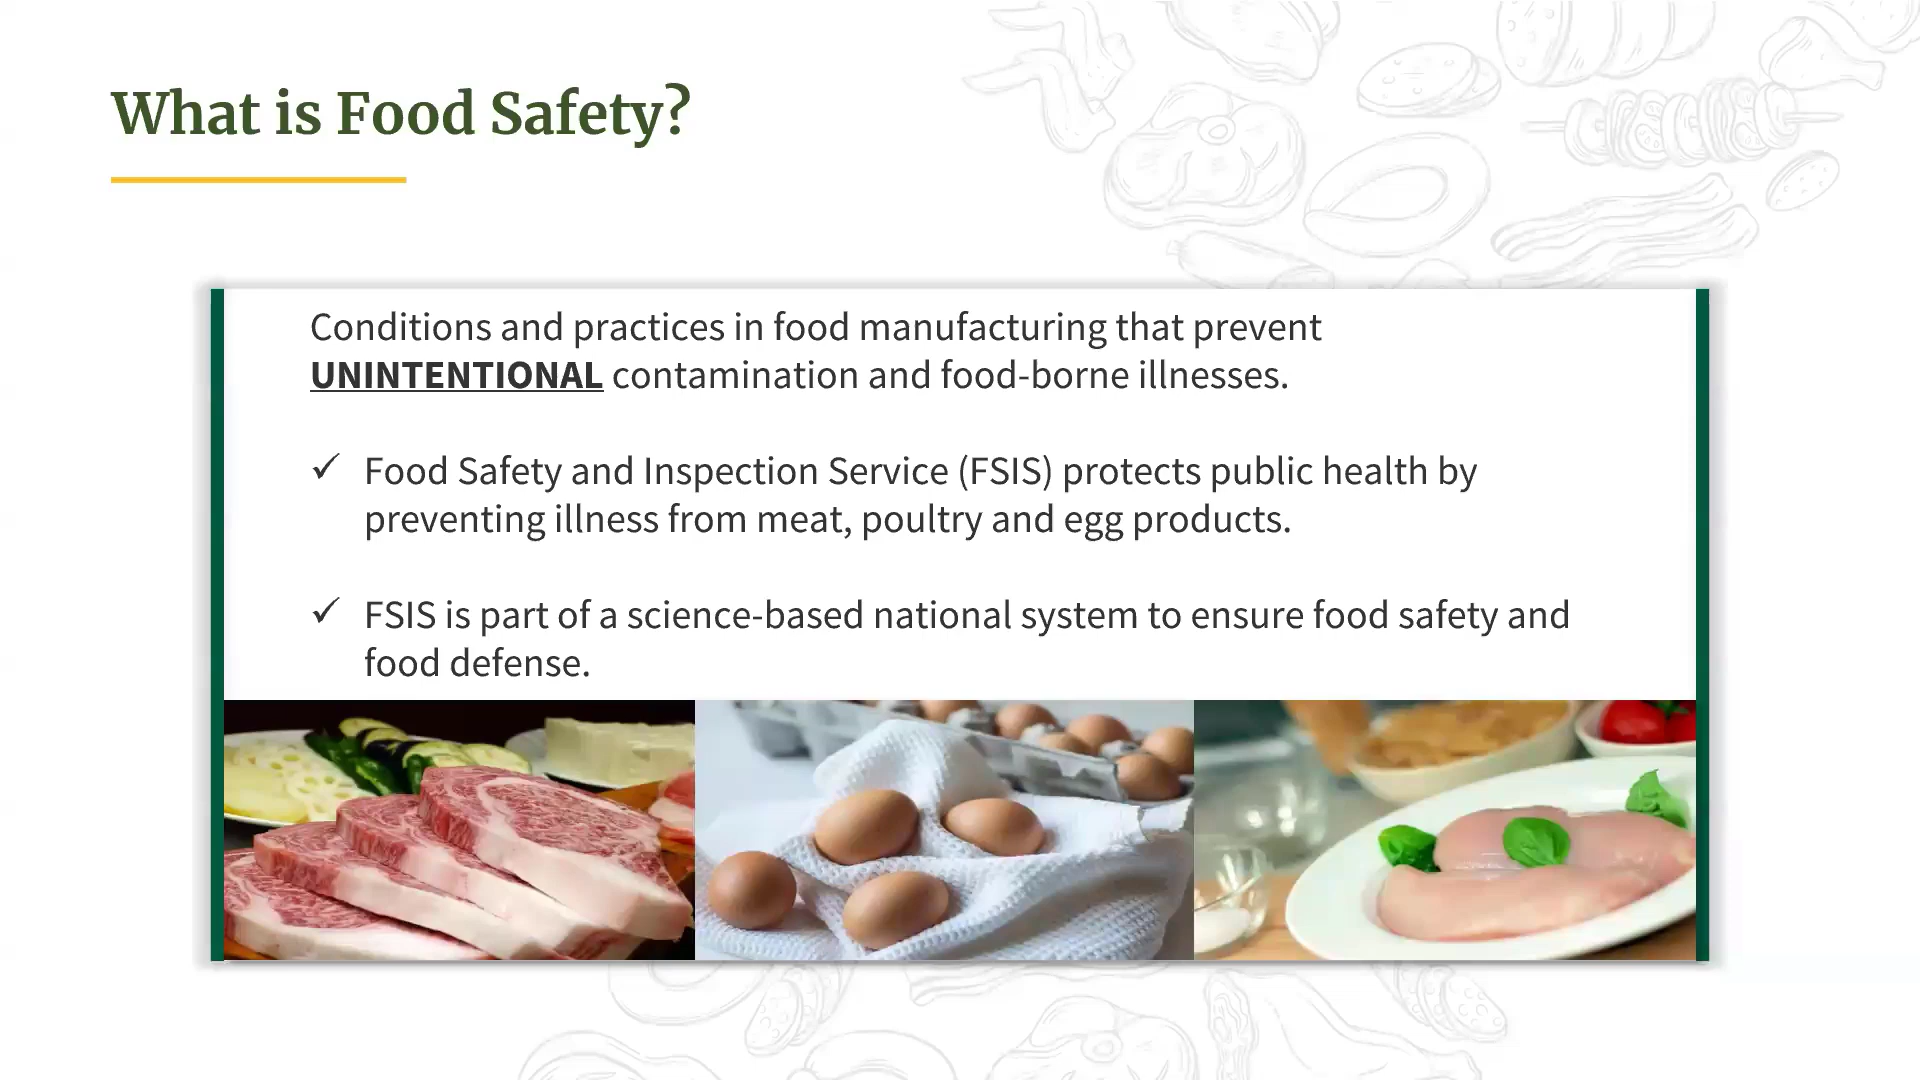 What is Food Safety?
Conditions and practices in food manufacturing that prevent
UNINTENTIONAL contamination and food-borne illnesses.
✓ Food Safety and Inspection Service (FSIS) protects public health by
preventing illness from meat, poultry and egg products.
✓ FSIS is part of a science-based national system to ensure food safety and
food defense.